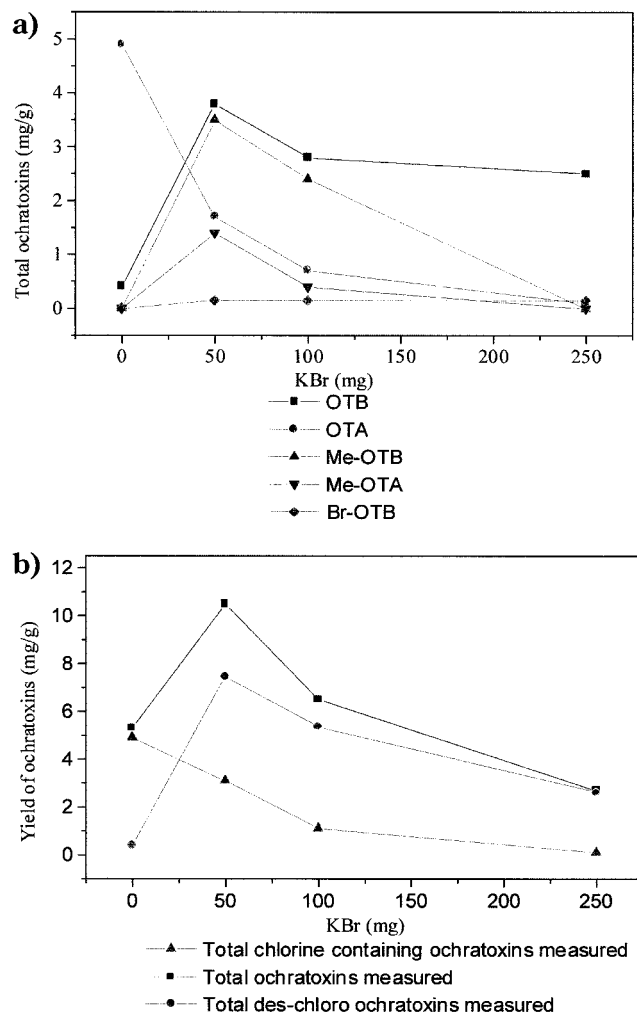 a)
Total ochratoxins (mg/g)
5
4
3
2
1
0
0 50 100 150 200 250
KBr (mg)
OTB
OTA
Me-OTB
Me-OTA
Br-OTB
b)
Yield of ochratoxins (mg/g)
12
10
8
6
4
2
0
0 50 100 150 200 250
KBr (mg)
Total chlorine containing ochratoxins measured
Total ochratoxins measured
Total des-chloro ochratoxins measured